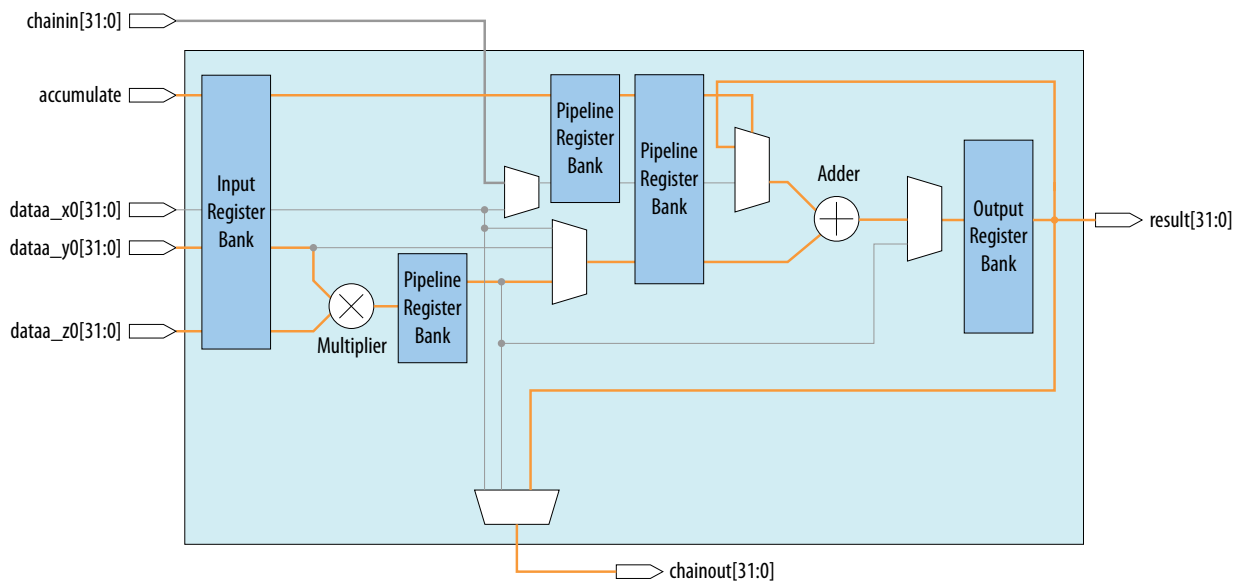 chainin[31:0]
accumulate
dataa_x0[31:0]
dataa_y0[31:0]
dataa_z0[31:0]
Input
Register
Bank
Multiplier
Pipeline
Register
Bank
Pipeline
Register
Bank
Pipeline
Register
Bank
Adder
Output
Register
Bank
result[31:0]
chainout[31:0]